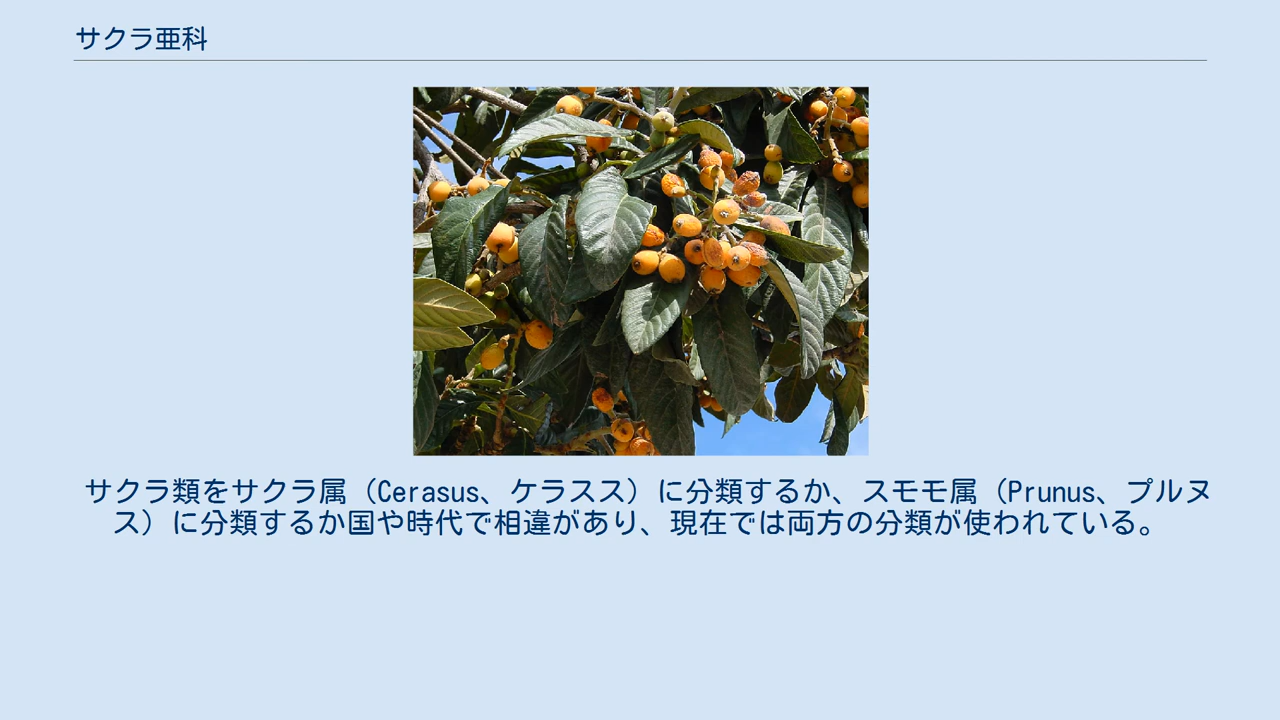 サクラ亜科
サクラ類をサクラ属（Cerasus、ケラスス）に分類するか、スモモ属（Prunus、プルヌ
ス）に分類するか国や時代で相違があり、現在では両方の分類が使われている。